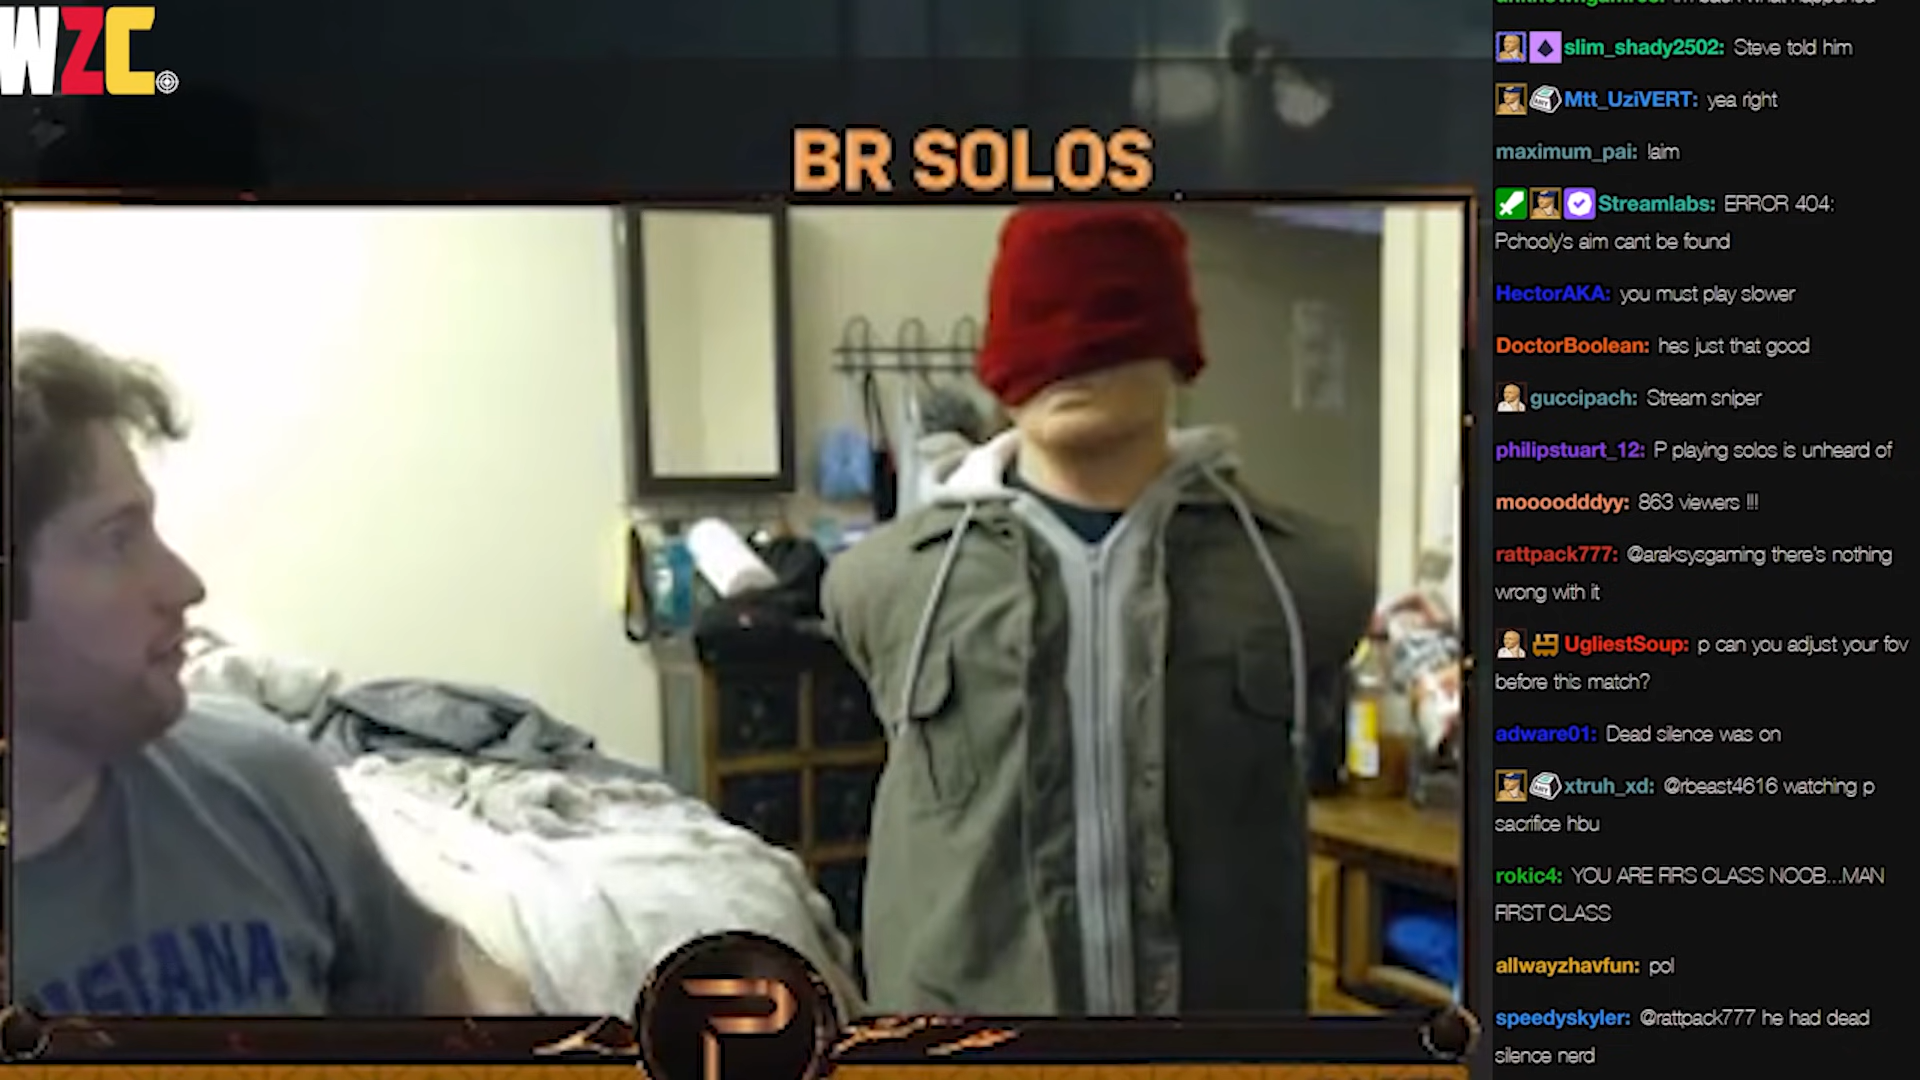 WZC
BR SOLOS
slim_shady2502: Steve told him
Mtt_UziVERT: yea right
maximum_pai: !aim
Streamlabs: ERROR 404:
Pchooly's aim cant be found
HectorAKA: you must play slower
DoctorBoolean: hes just that good
guccipach: Stream sniper
philipstuart_12: P playing solos is unheard of
moooodddyy: 863 viewers !!!
rattpack777: @araksysgaming there's nothing
wrong with it
UgliestSoup: p can you adjust your fov
before this match?
adware01: Dead silence was on
xtruh_xd: @rbeast4616 watching p
sacrifice hbu
rokic4: YOU ARE FIRS CLASS NOOB...MAN
FIRST CLASS
allwayzhavfun: pol
speedyskyler: @rattpack777 he had dead
silence nerd
P